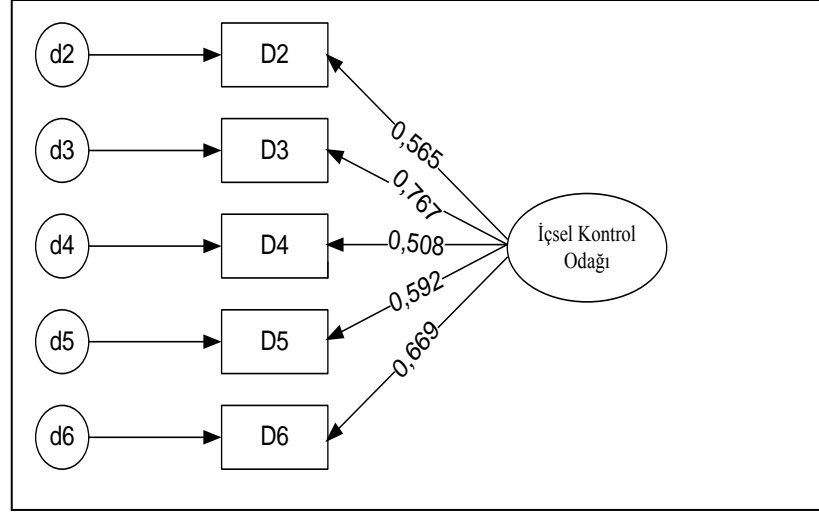 d2
D2
0,565
d3
D3
0,767
d4
D4
0,508
İçsel Kontrol
Odağı
d5
D5
0,592
d6
D6
0,669